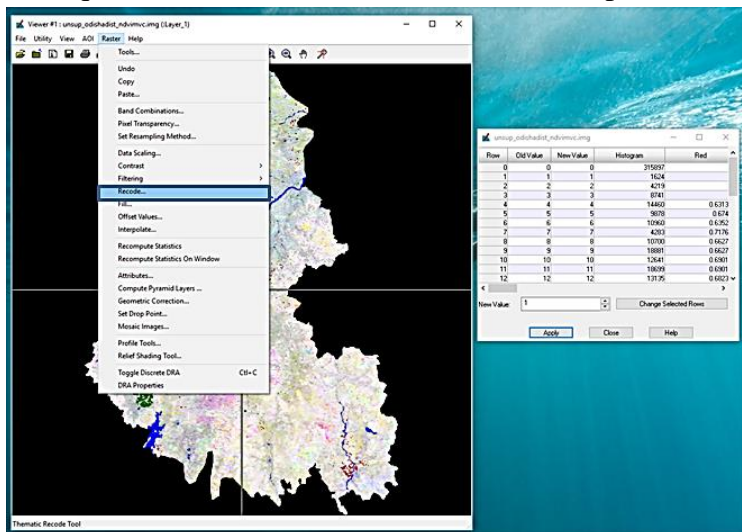 Viewer #1 : unsup_odishadist_ndvimvc.img (:Layer_1)
File Utility View AOI Raster Help
Tools...
Undo
Copy
Paste...
Band Combinations...
Pixel Transparency...
Set Resampling Method...
Data Scaling...
Contrast >
Filtering >
Recode...
Fill...
Offset Values...
Interpolate...
Recompute Statistics
Recompute Statistics On Window
Attributes...
Compute Pyramid Layers ...
Geometric Correction...
Set Drop Point...
Mosaic Images...
Profile Tools...
Relief Shading Tool...
Toggle Discrete DRA Ctl+C
DRA Properties
Thematic Recode Tool
unsup_odishadist_ndvimvc.img
Row Old Value New Value Histogram Red
0 0 0 315897
1 1 1 1624
2 2 2 4219
3 3 3 8741
4 4 4 14460 0.6313
5 5 5 9878 0.674
6 6 6 10960 0.6352
7 7 7 4283 0.7176
8 8 8 10700 0.6627
9 9 9 18881 0.6627
10 10 10 12641 0.6901
11 11 11 18699 0.6901
12 12 12 13135 0.6823
New Value: 1 Change Selected Rows
Apply Close Help